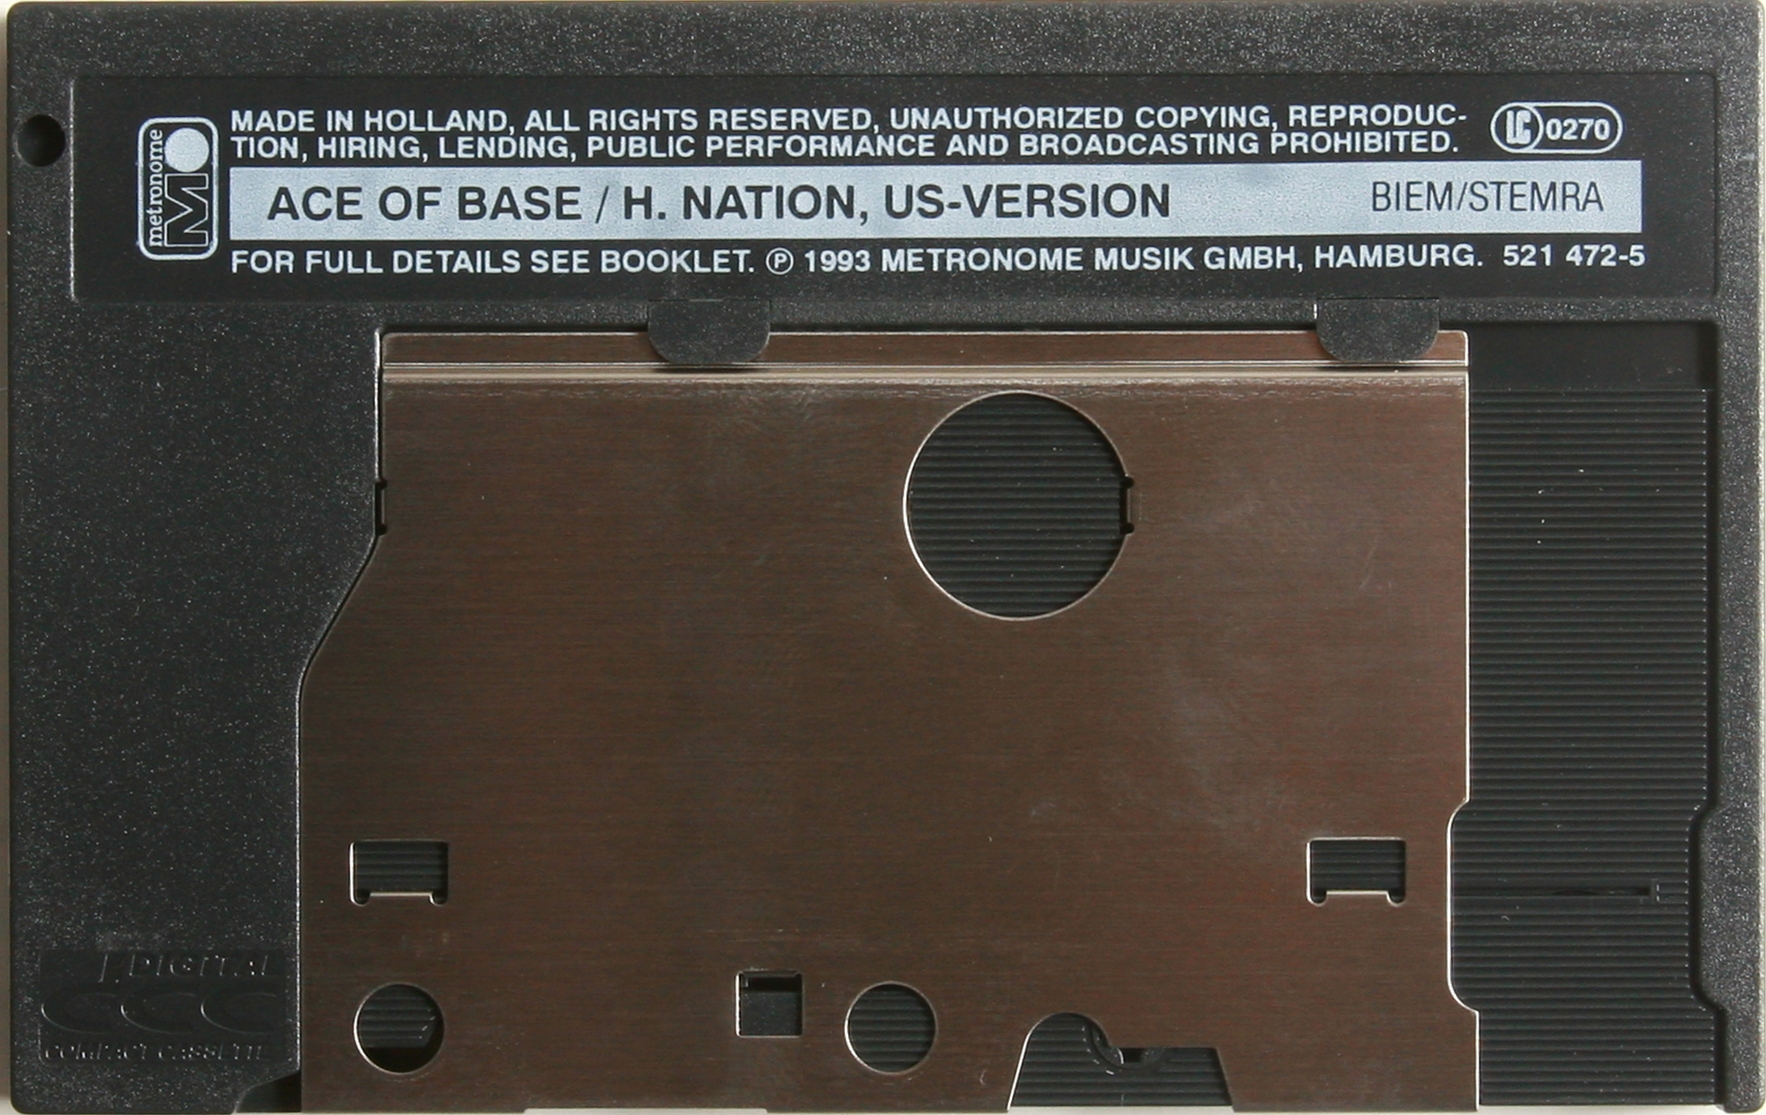 MADE IN HOLLAND, ALL RIGHTS RESERVED, UNAUTHORIZED COPYING, REPRODUC-
TION, HIRING, LENDING, PUBLIC PERFORMANCE AND BROADCASTING PROHIBITED.
LC 0270
metronome
M
ACE OF BASE / H. NATION, US-VERSION BIEM/STEMRA
FOR FULL DETAILS SEE BOOKLET. Ⓟ 1993 METRONOME MUSIK GMBH, HAMBURG. 521 472-5
DIGITAL
COMPACT CASSETTE